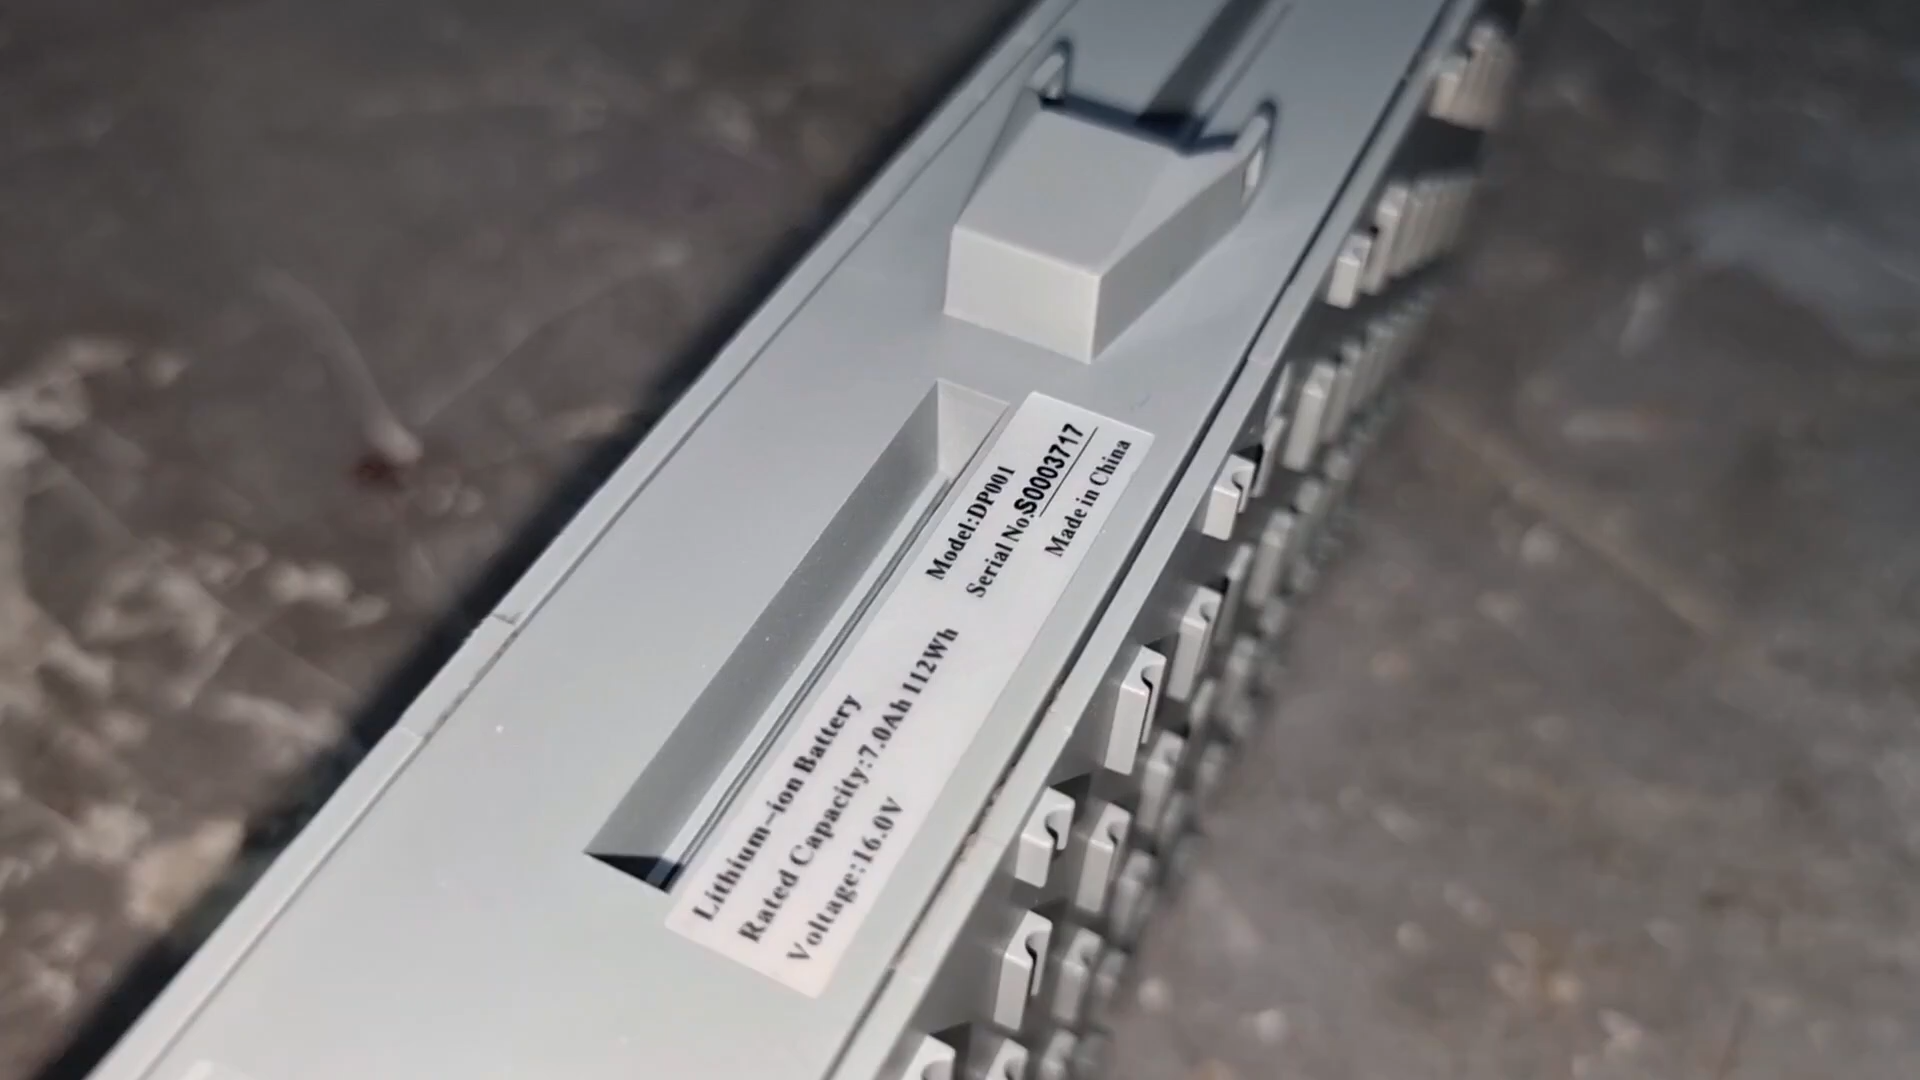 Lithium-ion Battery
Rated Capacity:7.0Ah 112Wh
Voltage:16.0V
Model:DP001
Serial No.S0003717
Made in China